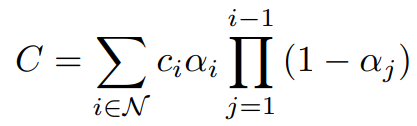 C = \sum_{i \in \mathcal{N}} c_i \alpha_i \prod_{j=1}^{i-1} (1 - \alpha_j)